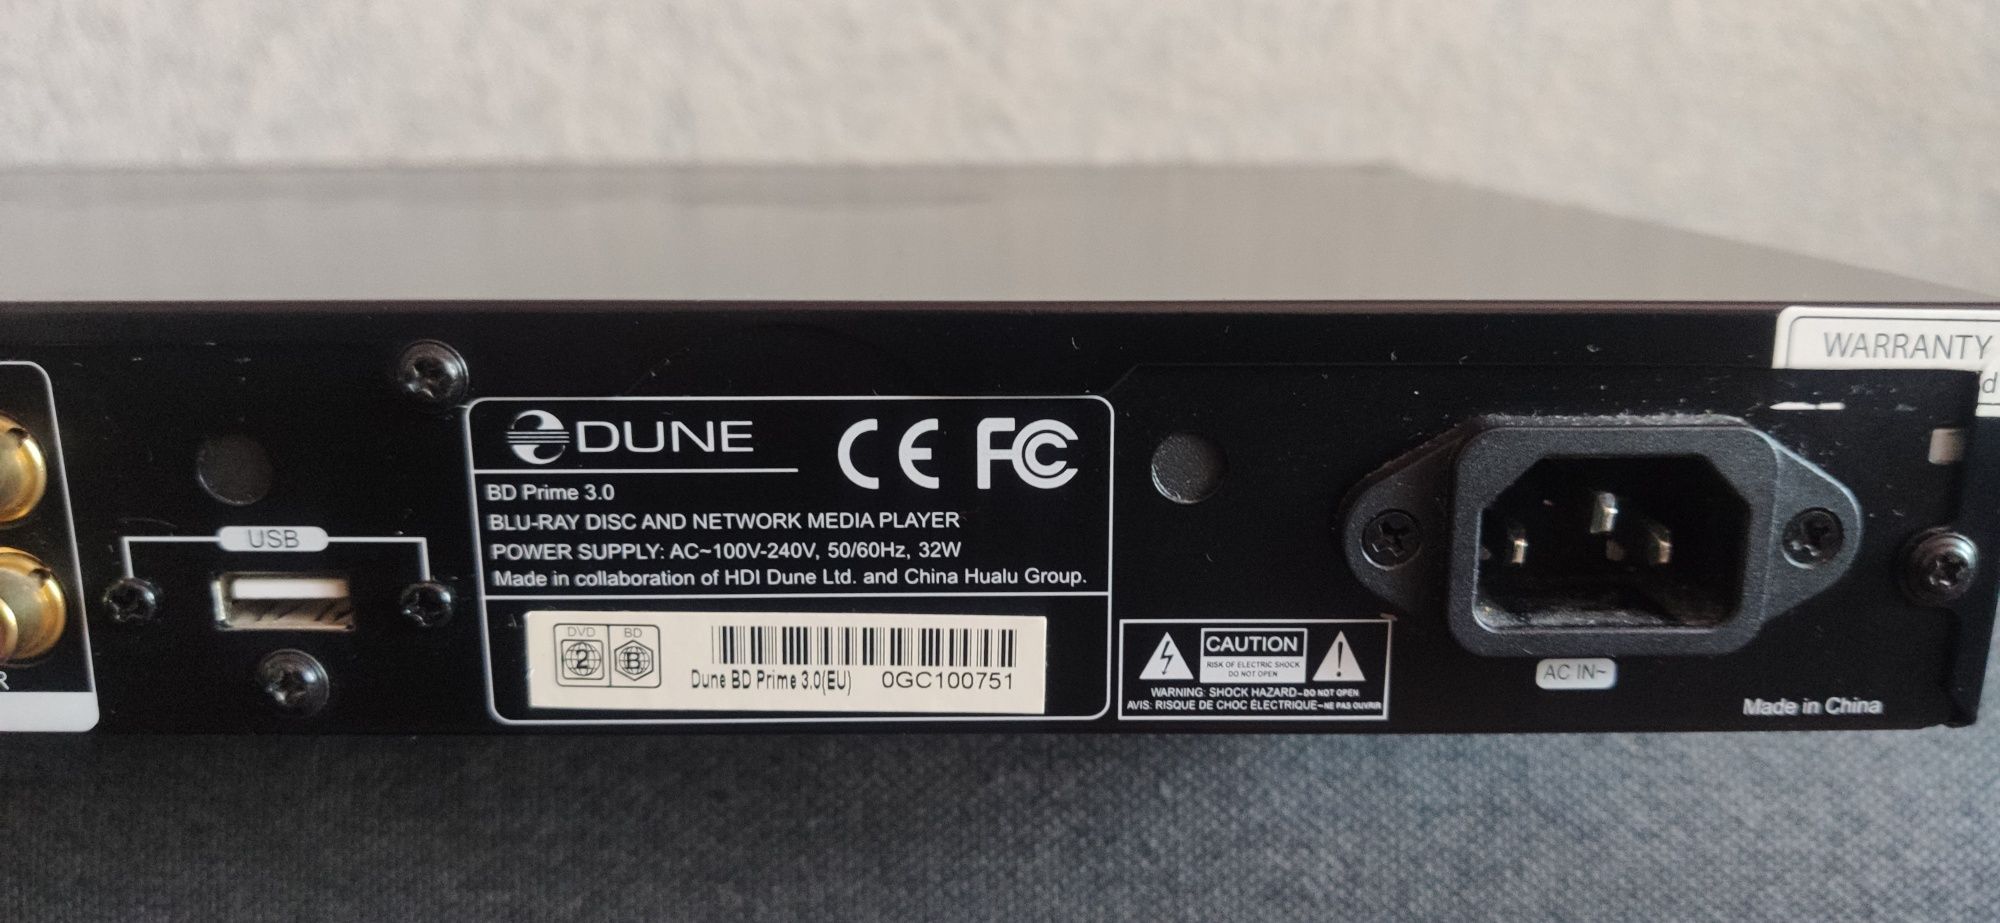 WARRANTY
USB
DUNE CE FC
BD Prime 3.0
BLU-RAY DISC AND NETWORK MEDIA PLAYER
POWER SUPPLY: AC~100V-240V, 50/60Hz, 32W
Made in collaboration of HDI Dune Ltd. and China Hualu Group.
DVD BD
2 B
Dune BD Prime 3.0(EU) 0GC100751
CAUTION
RISK OF ELECTRIC SHOCK
DO NOT OPEN
WARNING: SHOCK HAZARD-DO NOT OPEN
AVIS: RISQUE DE CHOC ÉLECTRIQUE-NE PAS OUVRIR
AC IN~
Made in China